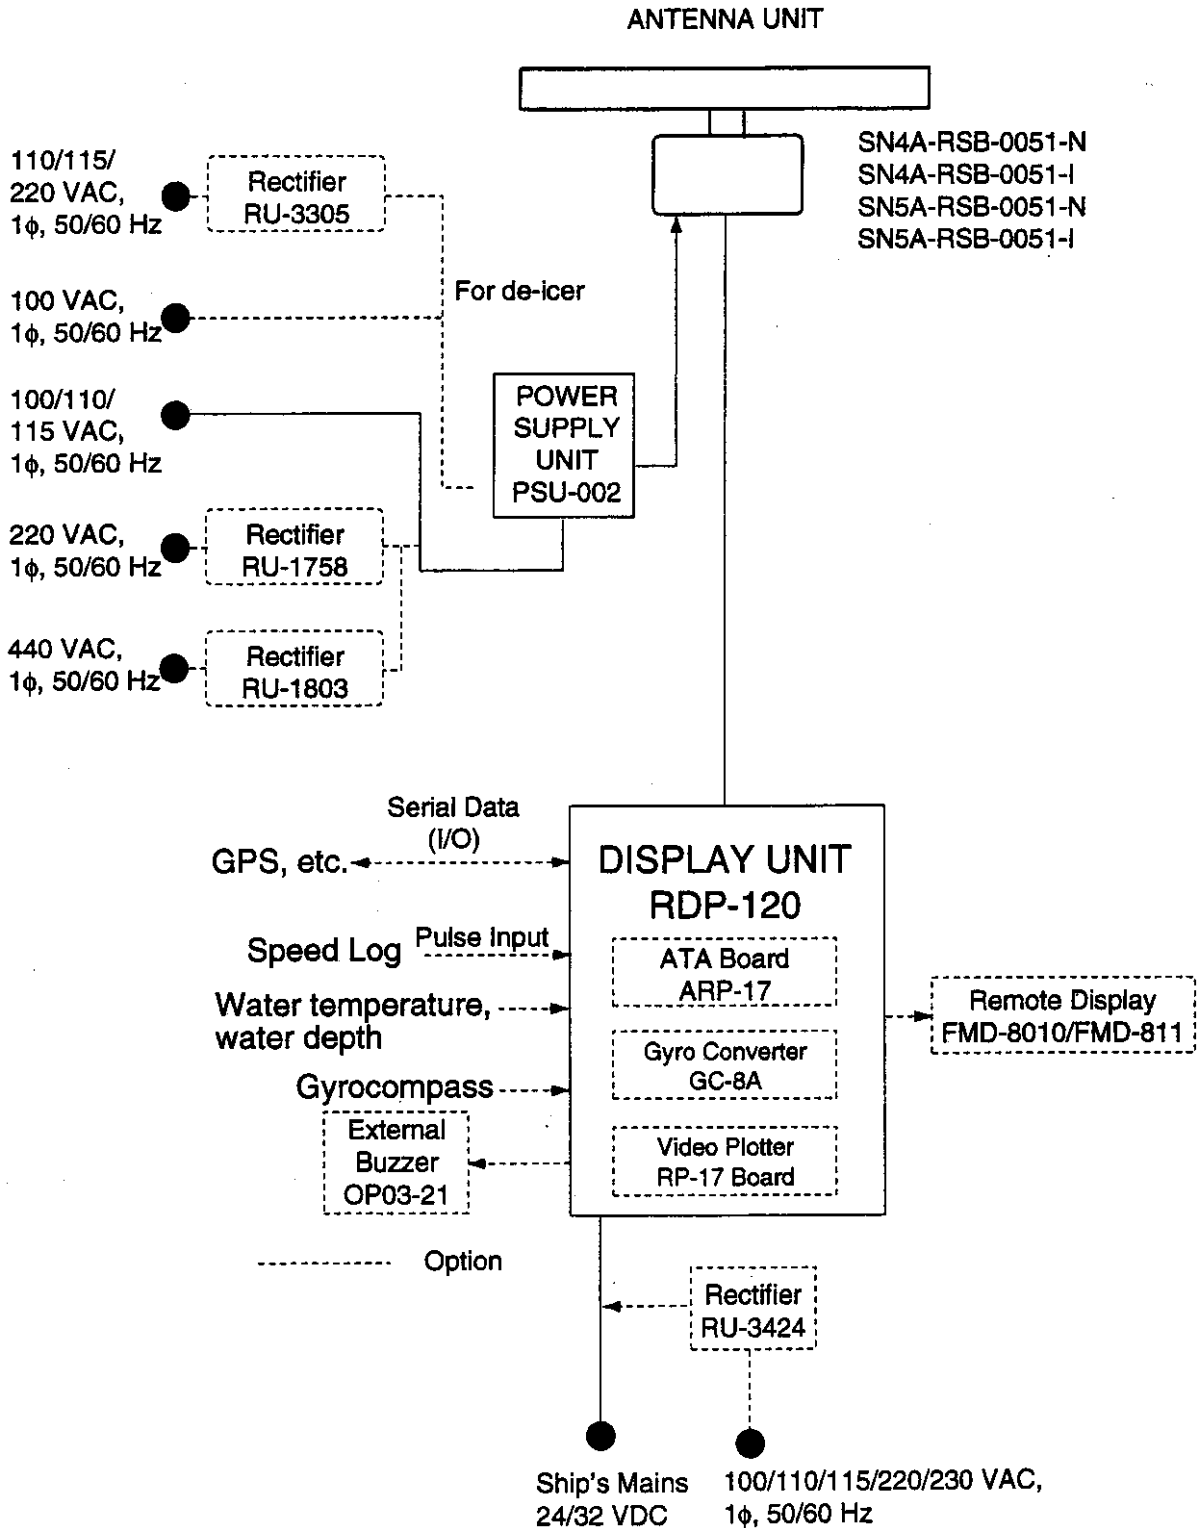 ANTENNA UNIT
SN4A-RSB-0051-N
SN4A-RSB-0051-I
SN5A-RSB-0051-N
SN5A-RSB-0051-I
110/115/
220 VAC,
1ϕ, 50/60 Hz
Rectifier
RU-3305
For de-icer
100 VAC,
1ϕ, 50/60 Hz
100/110/
115 VAC,
1ϕ, 50/60 Hz
POWER
SUPPLY
UNIT
PSU-002
220 VAC,
1ϕ, 50/60 Hz
Rectifier
RU-1758
440 VAC,
1ϕ, 50/60 Hz
Rectifier
RU-1803
Serial Data
(I/O)
GPS, etc.
Speed Log
Pulse Input
Water temperature,
water depth
Gyrocompass
External
Buzzer
OP03-21
DISPLAY UNIT
RDP-120
ATA Board
ARP-17
Gyro Converter
GC-8A
Video Plotter
RP-17 Board
Remote Display
FMD-8010/FMD-811
Option
Rectifier
RU-3424
Ship's Mains
24/32 VDC
100/110/115/220/230 VAC,
1ϕ, 50/60 Hz